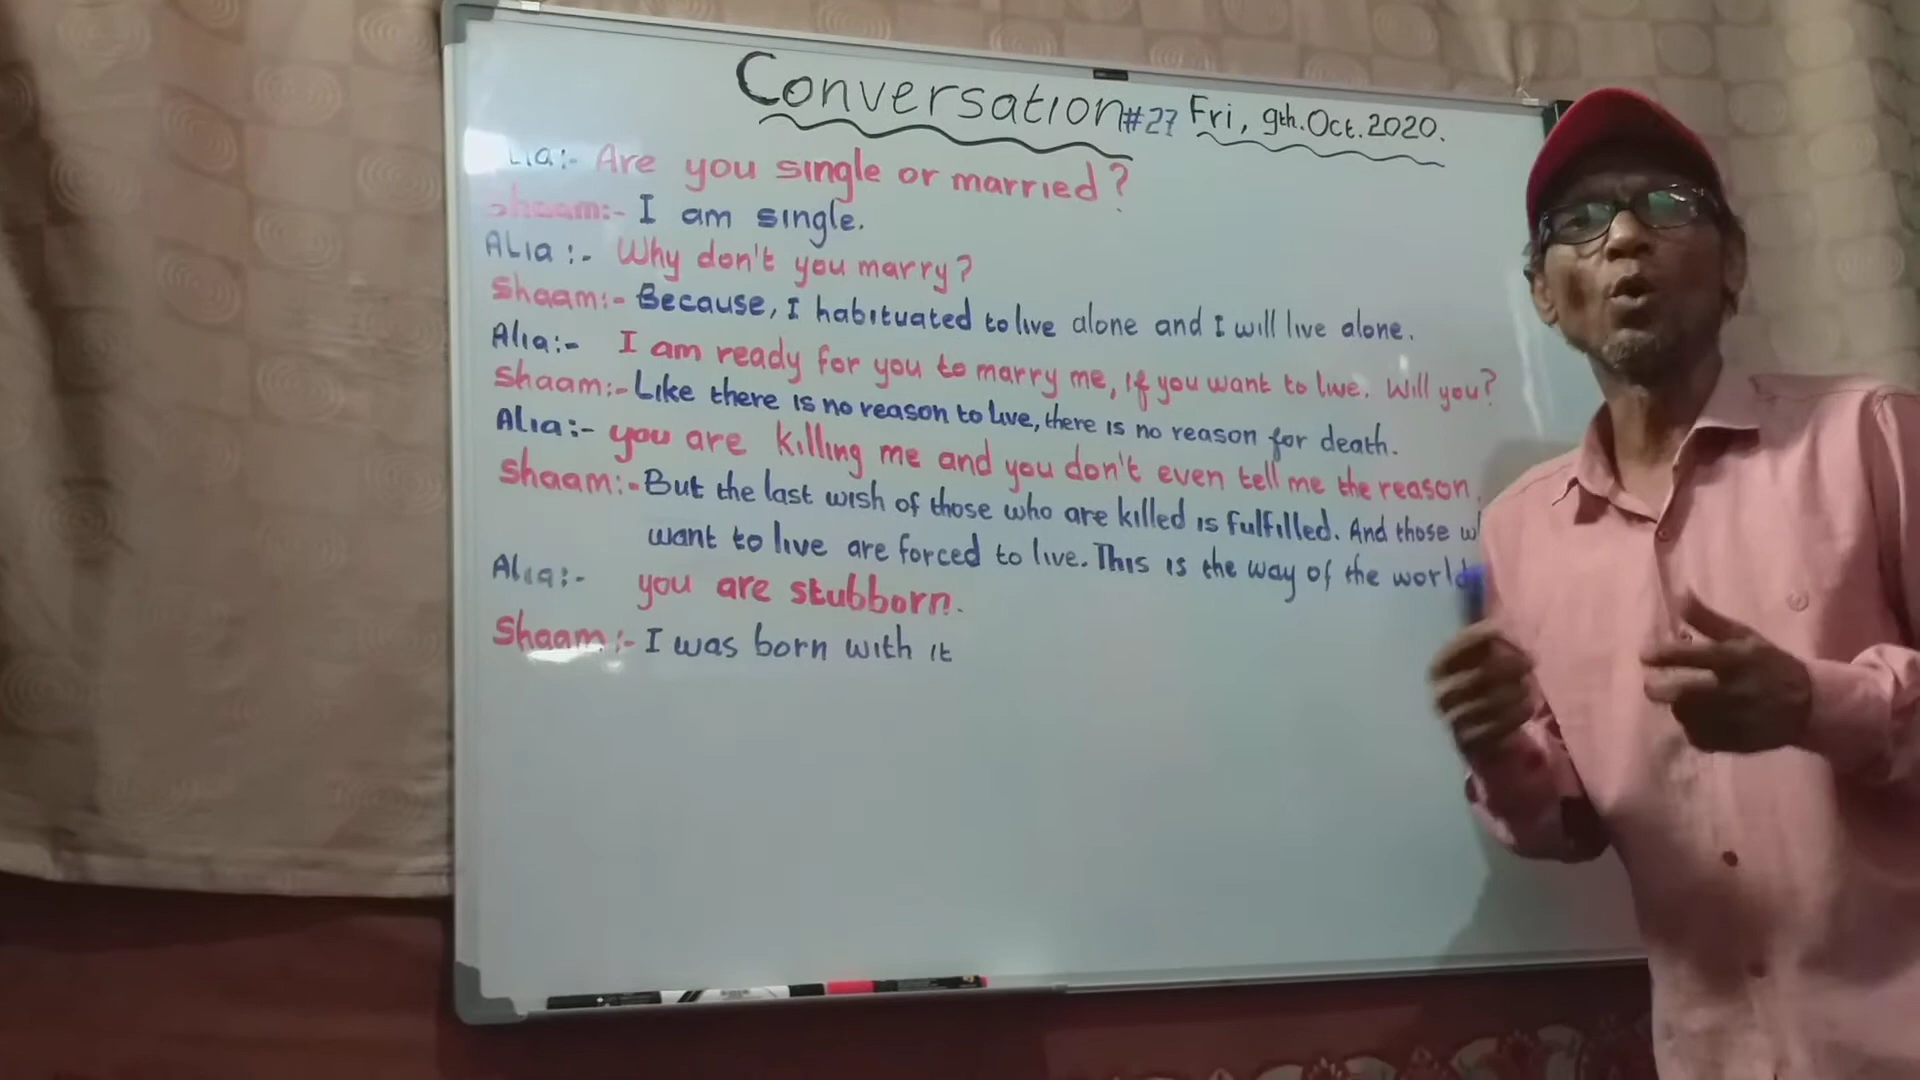 Conversation #27 Fri, 9th. Oct. 2020.
lia:- Are you single or married?
Shaam:- I am single.
Alia:- Why don't you marry?
Shaam:- Because, I habituated to live alone and I will live alone.
Alia:- I am ready for you to marry me, if you want to live. Will you?
Shaam:- Like there is no reason to live, there is no reason for death.
Alia:- you are killing me and you don't even tell me the reason.
Shaam:- But the last wish of those who are killed is fulfilled. And those
want to live are forced to live. This is the way of the world
Alia:- you are stubborn.
Shaam:- I was born with it